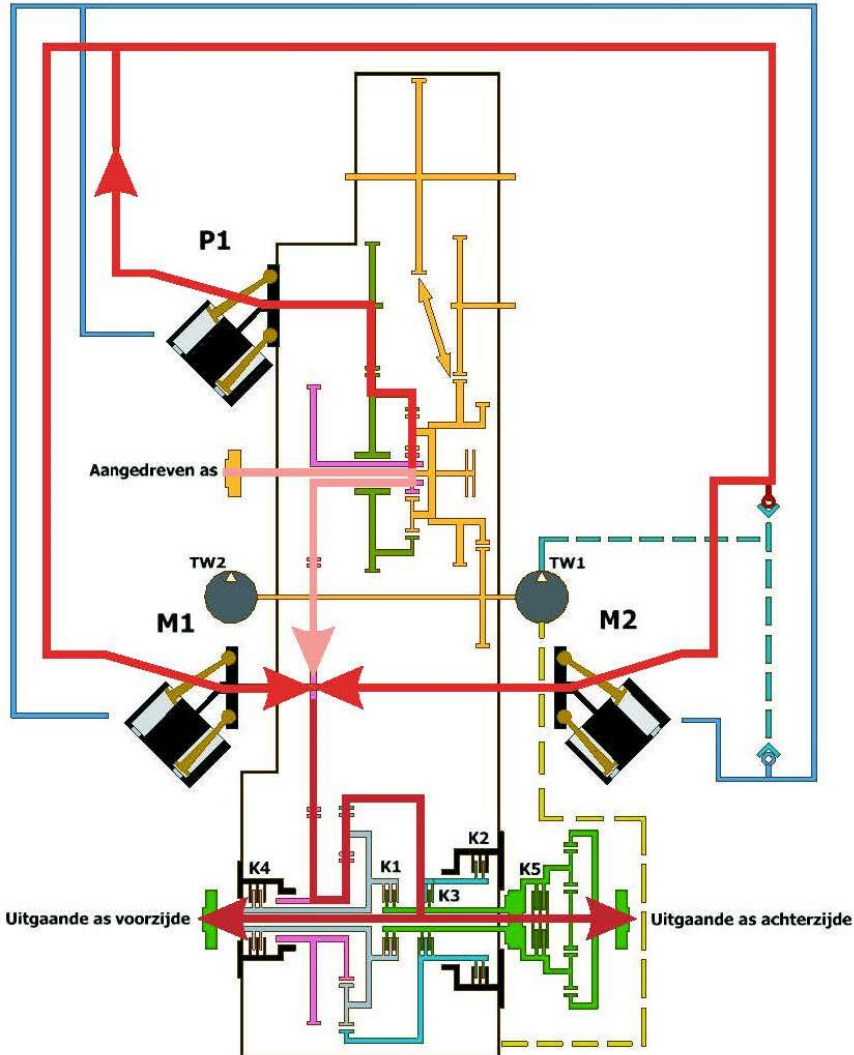 P1
Aangedreven as
TW2
TW1
M1
M2
K2
K4
K1
K5
K3
Uitgaande as voorzijde
Uitgaande as achterzijde